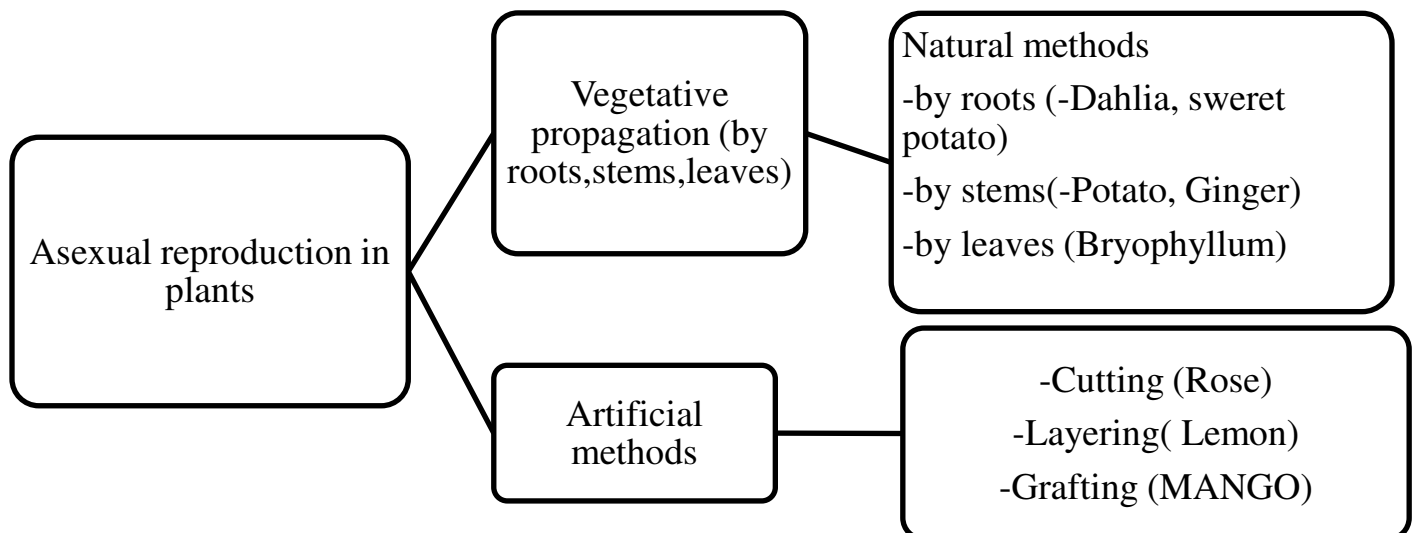 Asexual reproduction in
plants
Vegetative
propagation (by
roots,stems,leaves)
Natural methods
-by roots (-Dahlia, sweret
potato)
-by stems(-Potato, Ginger)
-by leaves (Bryophyllum)
Artificial
methods
-Cutting (Rose)
-Layering( Lemon)
-Grafting (MANGO)